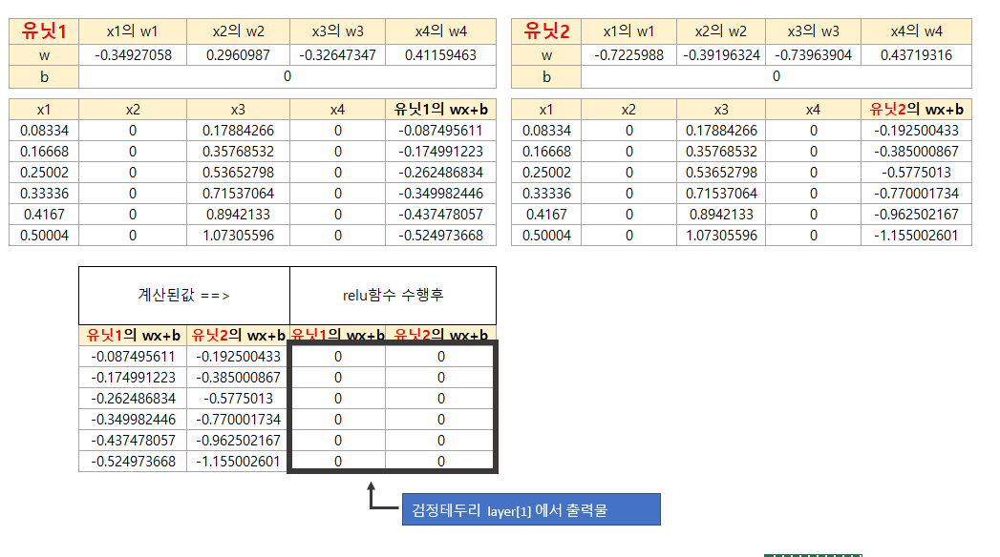 유닛1 x1의 w1 x2의 w2 x3의 w3 x4의 w4
w -0.34927058 0.2960987 -0.32647347 0.41159463
b 0
유닛2 x1의 w1 x2의 w2 x3의 w3 x4의 w4
w -0.7225988 -0.39196324 -0.73963904 0.43719316
b 0
x1 x2 x3 x4 유닛1의 wx+b
0.08334 0 0.17884266 0 -0.087495611
0.16668 0 0.35768532 0 -0.174991223
0.25002 0 0.53652798 0 -0.262486834
0.33336 0 0.71537064 0 -0.349982446
0.4167 0 0.8942133 0 -0.437478057
0.50004 0 1.07305596 0 -0.524973668
x1 x2 x3 x4 유닛2의 wx+b
0.08334 0 0.17884266 0 -0.192500433
0.16668 0 0.35768532 0 -0.385000867
0.25002 0 0.53652798 0 -0.5775013
0.33336 0 0.71537064 0 -0.770001734
0.4167 0 0.8942133 0 -0.962502167
0.50004 0 1.07305596 0 -1.155002601
계산된값 ==> relu함수 수행후
유닛1의 wx+b 유닛2의 wx+b 유닛1의 wx+b 유닛2의 wx+b
-0.087495611 -0.192500433 0 0
-0.174991223 -0.385000867 0 0
-0.262486834 -0.5775013 0 0
-0.349982446 -0.770001734 0 0
-0.437478057 -0.962502167 0 0
-0.524973668 -1.155002601 0 0
검정테두리 layer[1] 에서 출력물